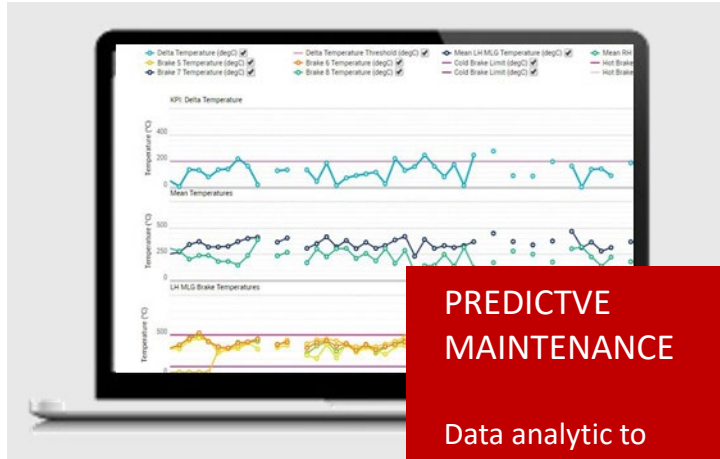 Delta Temperature (degC) Delta Temperature Threshold (degC) Mean LH MLG Temperature (degC) Mean RH
Brake 5 Temperature (degC) Brake 6 Temperature (degC) Cold Brake Limit (degC) Hot Brake
Brake 7 Temperature (degC) Brake 8 Temperature (degC) Cold Brake Limit (degC) Hot Brake
KPI: Delta Temperature
Temperature (°C)
400
200
0
Mean Temperatures
Temperature (°C)
500
250
0
LH MLG Brake Temperatures
Temperature (°C)
500
0
PREDICTVE
MAINTENANCE
Data analytic to